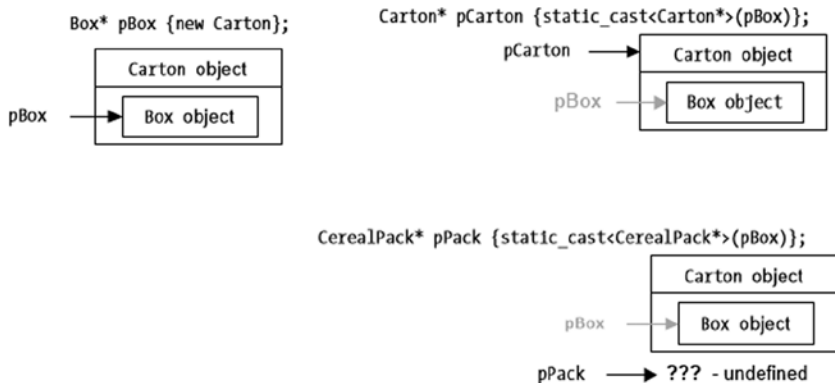 Box* pBox {new Carton};
Carton object
pBox
Box object
Carton* pCarton {static_cast<Carton*>(pBox)};
pCarton
Carton object
pBox
Box object
CerealPack* pPack {static_cast<CerealPack*>(pBox)};
Carton object
pBox
Box object
pPack
??? - undefined